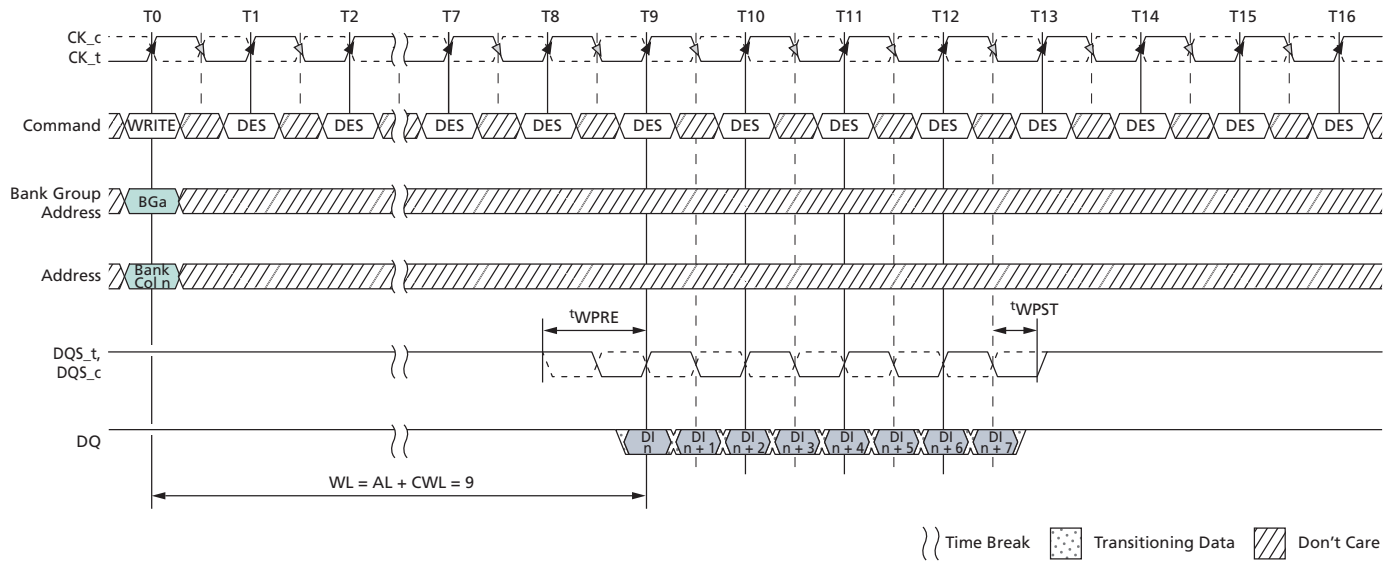 T0 T1 T2 T7 T8 T9 T10 T11 T12 T13 T14 T15 T16
CK_c
CK_t
Command WRITE DES DES DES DES DES DES DES DES DES DES DES DES
Bank Group
Address
BGa
Address
Bank
Col n
tWPRE
tWPST
DQS_t,
DQS_c
DQ
DI
n
DI
n + 1
DI
n + 2
DI
n + 3
DI
n + 4
DI
n + 5
DI
n + 6
DI
n + 7
WL = AL + CWL = 9
Time Break Transitioning Data Don't Care